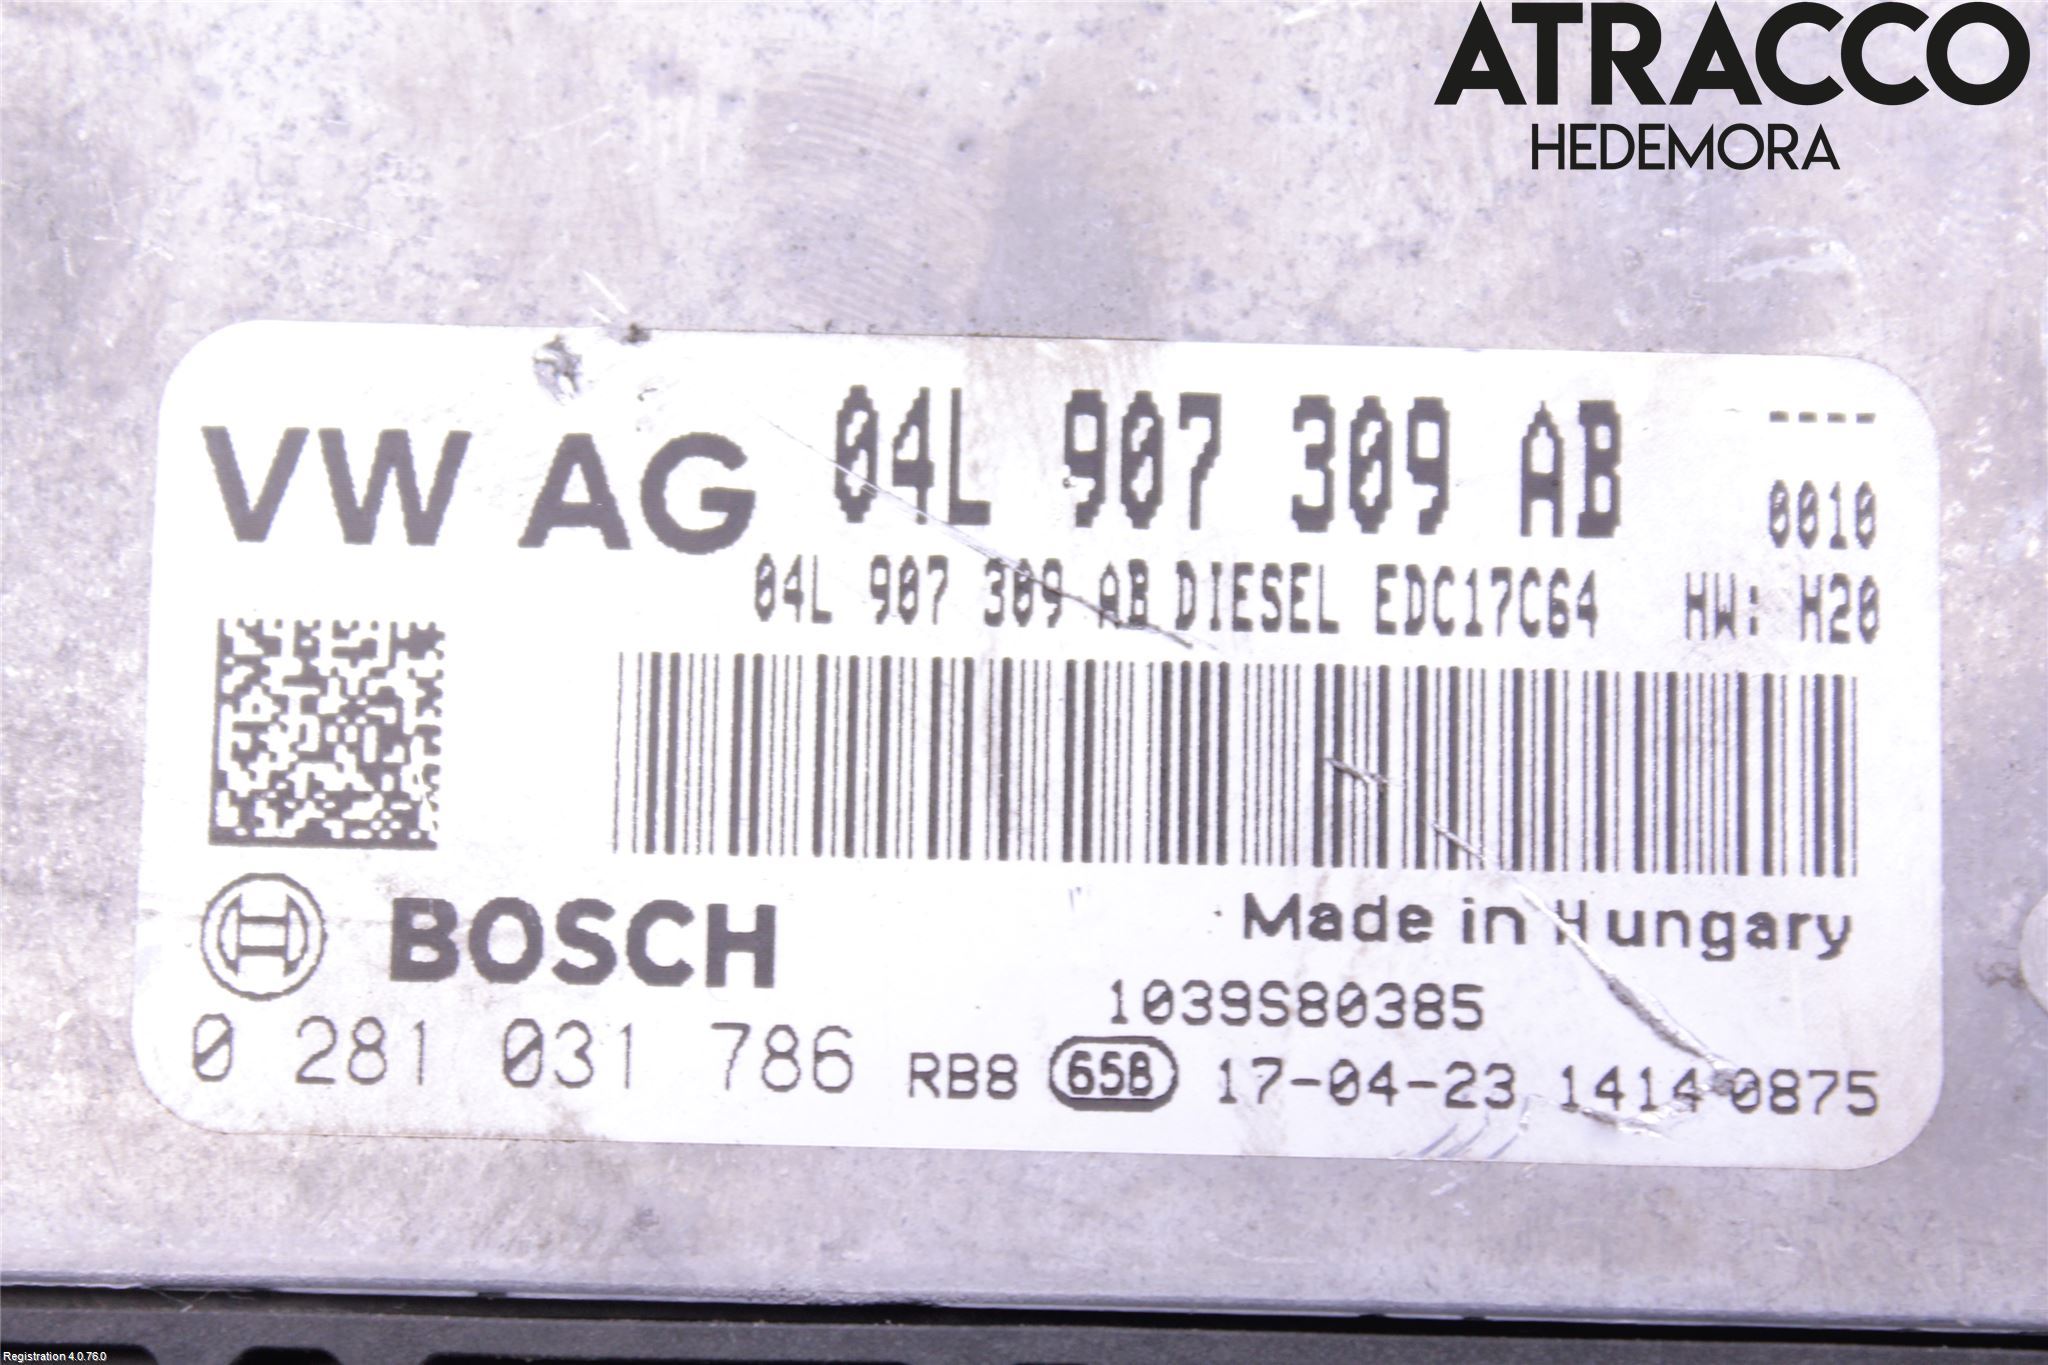 ATRACCO
HEDEMORA
VW AG 04L 907 309 AB ----
0010
04L 907 309 AB DIESEL EDC17C64 HW: H20
BOSCH
Made in Hungary
1039S80385
0 281 031 786 RB8 65B 17-04-23 1414 0875
Registration 4.0.76.0